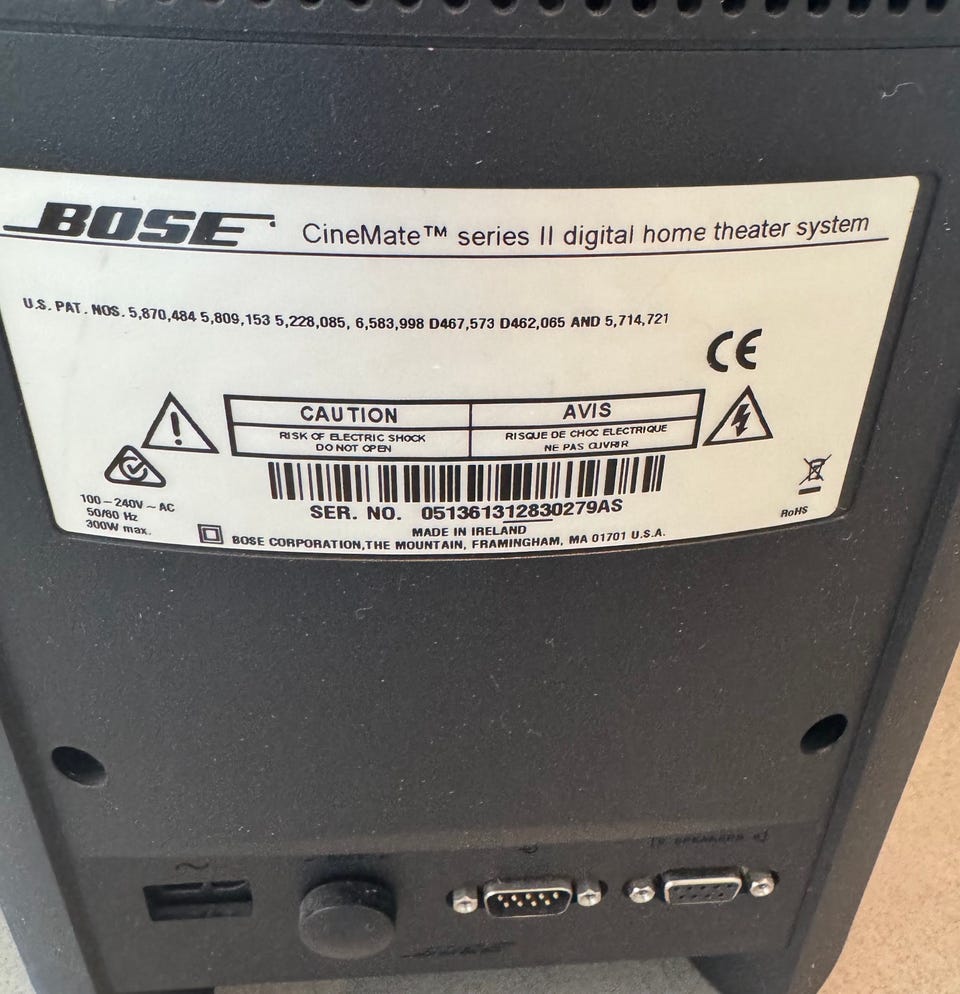 BOSE CineMate™ series II digital home theater system
U.S. PAT. NOS. 5,870,484 5,809,153 5,228,085, 6,583,998 D467,573 D462,065 AND 5,714,721
CE
CAUTION
RISK OF ELECTRIC SHOCK
DO NOT OPEN
AVIS
RISQUE DE CHOC ELECTRIQUE
NE PAS OUVRIR
100-240V ~ AC
50/60 Hz
300W max.
SER. NO. 051361312830279AS
MADE IN IRELAND
BOSE CORPORATION, THE MOUNTAIN, FRAMINGHAM, MA 01701 U.S.A.
RoHS
SPEAKERS